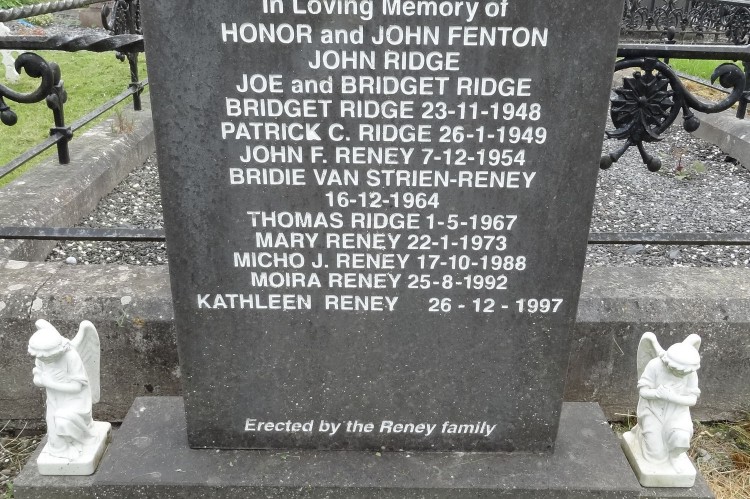 In Loving Memory of
HONOR and JOHN FENTON
JOHN RIDGE
JOE and BRIDGET RIDGE
BRIDGET RIDGE 23-11-1948
PATRICK C. RIDGE 26-1-1949
JOHN F. RENEY 7-12-1954
BRIDIE VAN STRIEN-RENEY
16-12-1964
THOMAS RIDGE 1-5-1967
MARY RENEY 22-1-1973
MICHO J. RENEY 17-10-1988
MOIRA RENEY 25-8-1992
KATHLEEN RENEY 26 - 12 - 1997
Erected by the Reney family